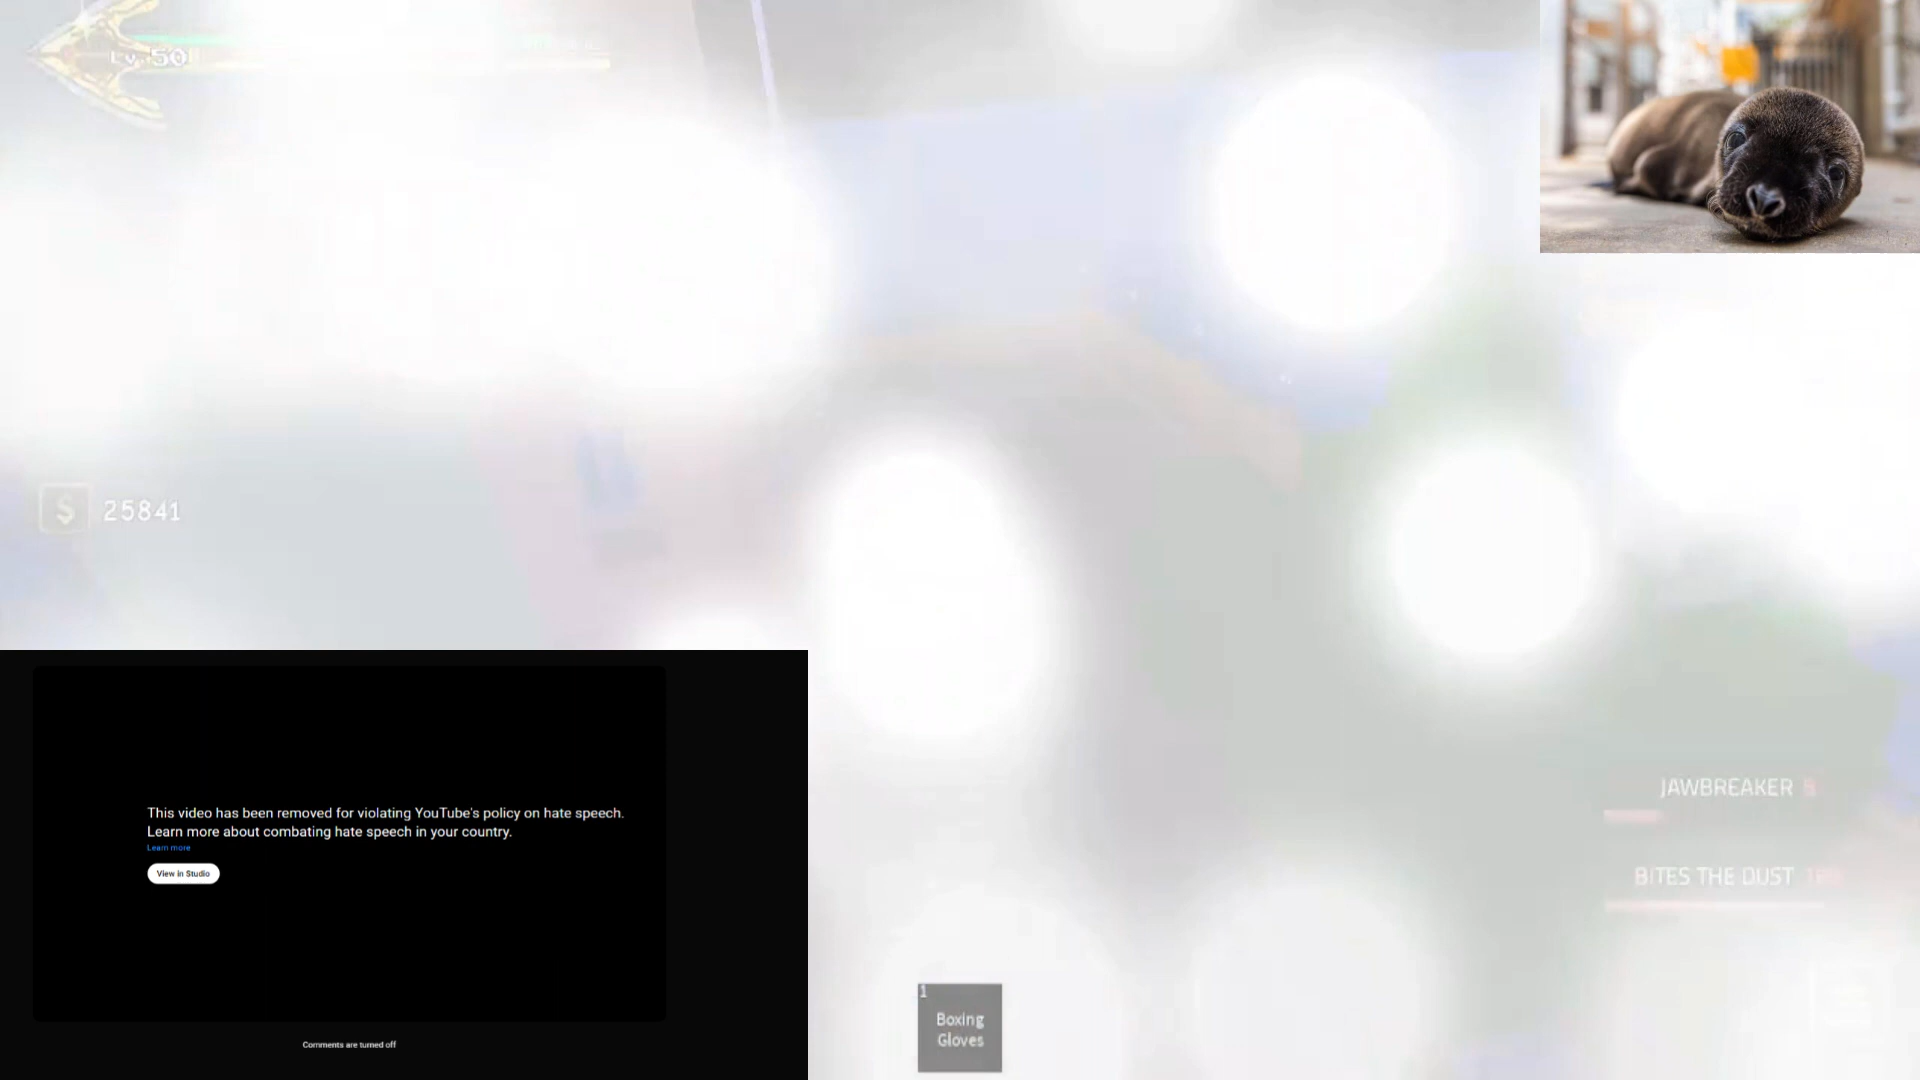 Lv. 50
$ 25841
This video has been removed for violating YouTube's policy on hate speech.
Learn more about combating hate speech in your country.
Learn more
View in Studio
Comments are turned off
JAWBREAKER
BITES THE DUST
1
Boxing
Gloves